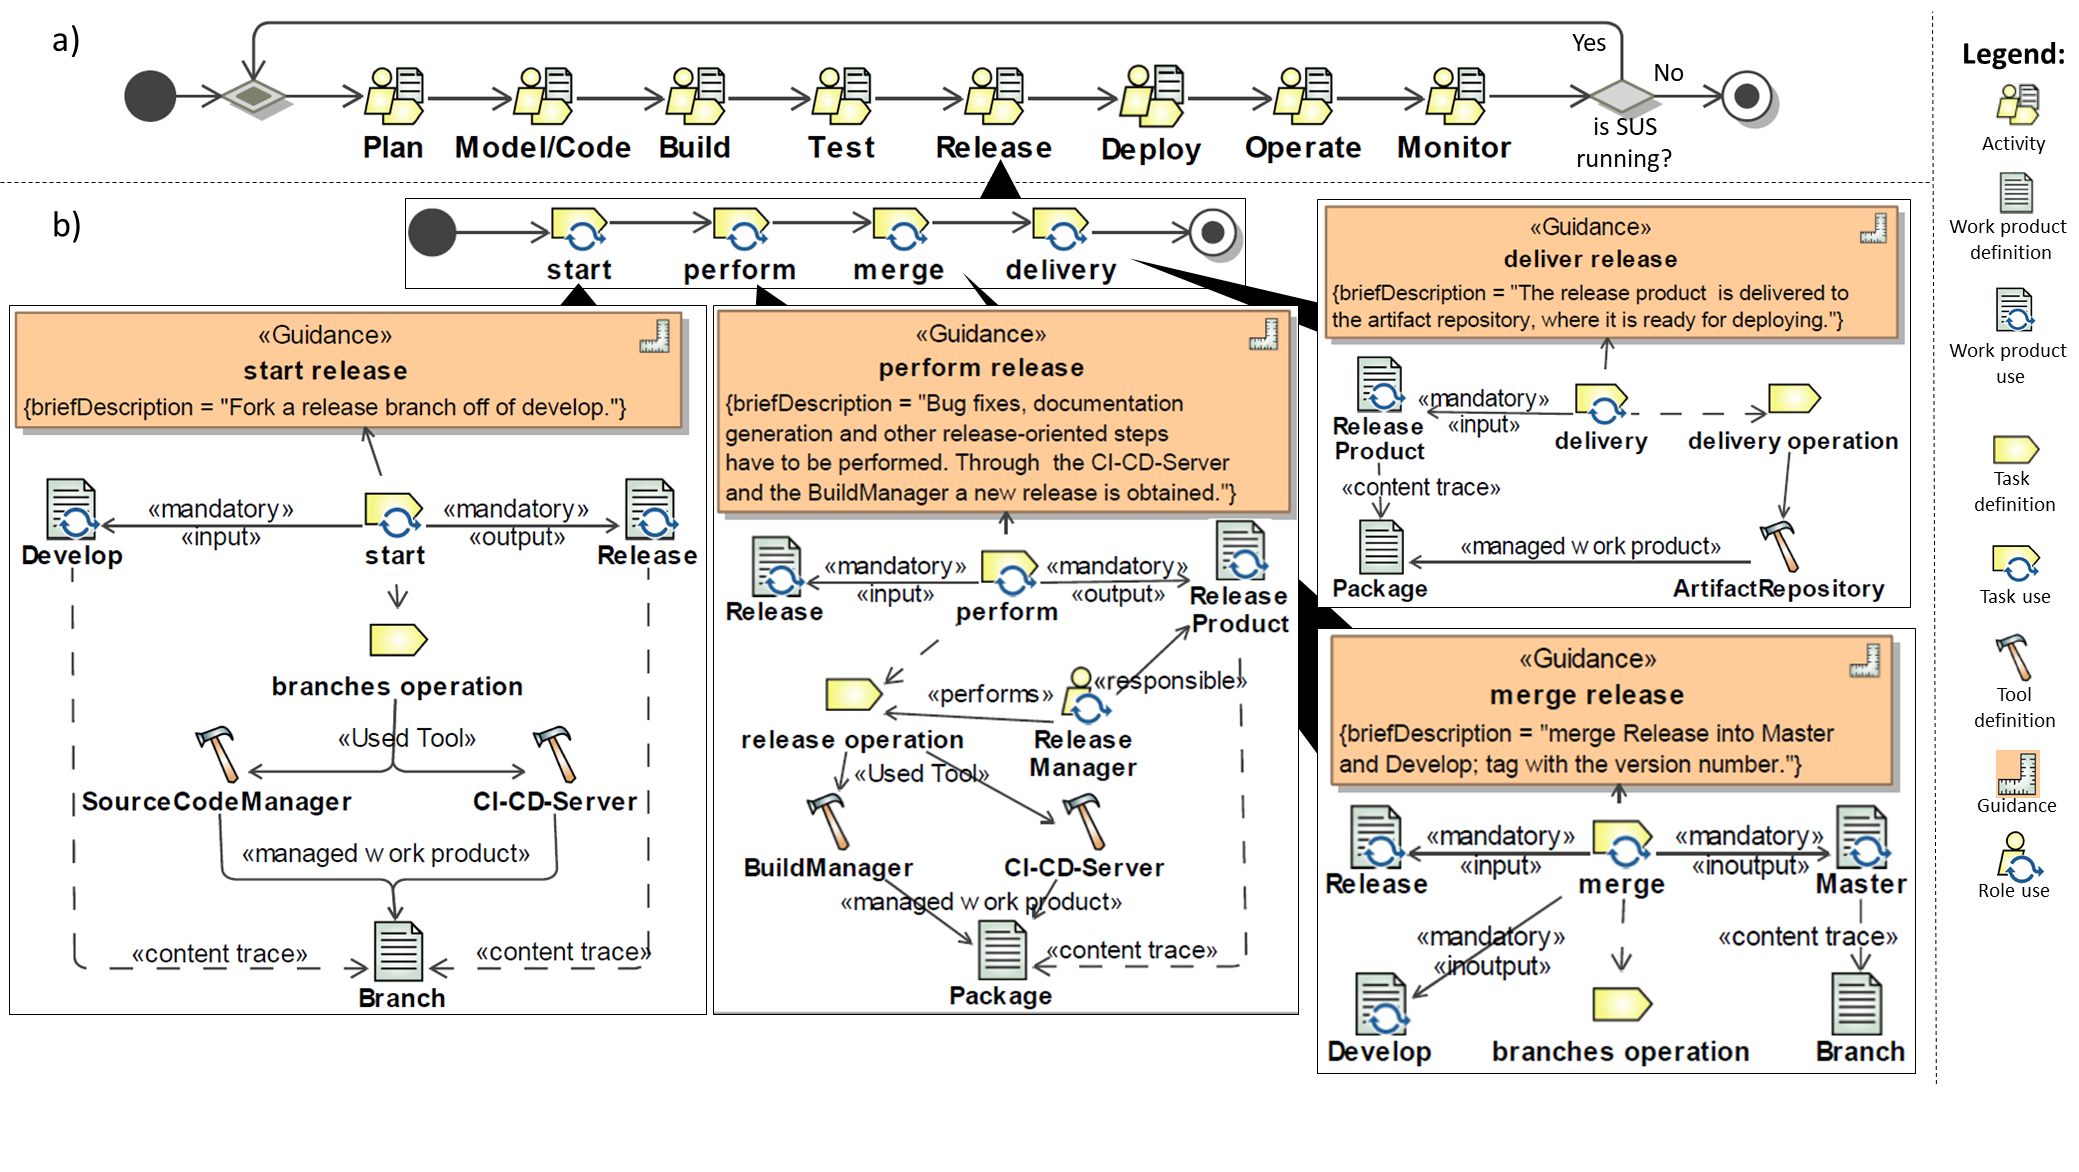 a)
Yes
No
Plan
Model/Code
Build
Test
Release
Deploy
Operate
Monitor
is SUS
running?
b)
start
perform
merge
delivery
«Guidance»
start release
{briefDescription = "Fork a release branch off of develop."}
Develop
«mandatory»
«input»
start
«mandatory»
«output»
Release
branches operation
«Used Tool»
SourceCodeManager
CI-CD-Server
«managed work product»
«content trace»
«content trace»
Branch
«Guidance»
perform release
{briefDescription = "Bug fixes, documentation
generation and other release-oriented steps
have to be performed. Through the CI-CD-Server
and the BuildManager a new release is obtained."}
Release
«mandatory»
«input»
perform
«mandatory»
«output»
Release
Product
«performs»
«responsible»
release operation
Release
Manager
«Used Tool»
BuildManager
CI-CD-Server
«managed work product»
«content trace»
Package
«Guidance»
deliver release
{briefDescription = "The release product is delivered to
the artifact repository, where it is ready for deploying."}
Release
Product
«mandatory»
«input»
delivery
delivery operation
«content trace»
«managed work product»
Package
ArtifactRepository
«Guidance»
merge release
{briefDescription = "merge Release into Master
and Develop; tag with the version number."}
Release
«mandatory»
«input»
merge
«mandatory»
«inoutput»
Master
«mandatory»
«inoutput»
«content trace»
Develop
branches operation
Branch
Legend:
Activity
Work product
definition
Work product
use
Task
definition
Task use
Tool
definition
Guidance
Role use